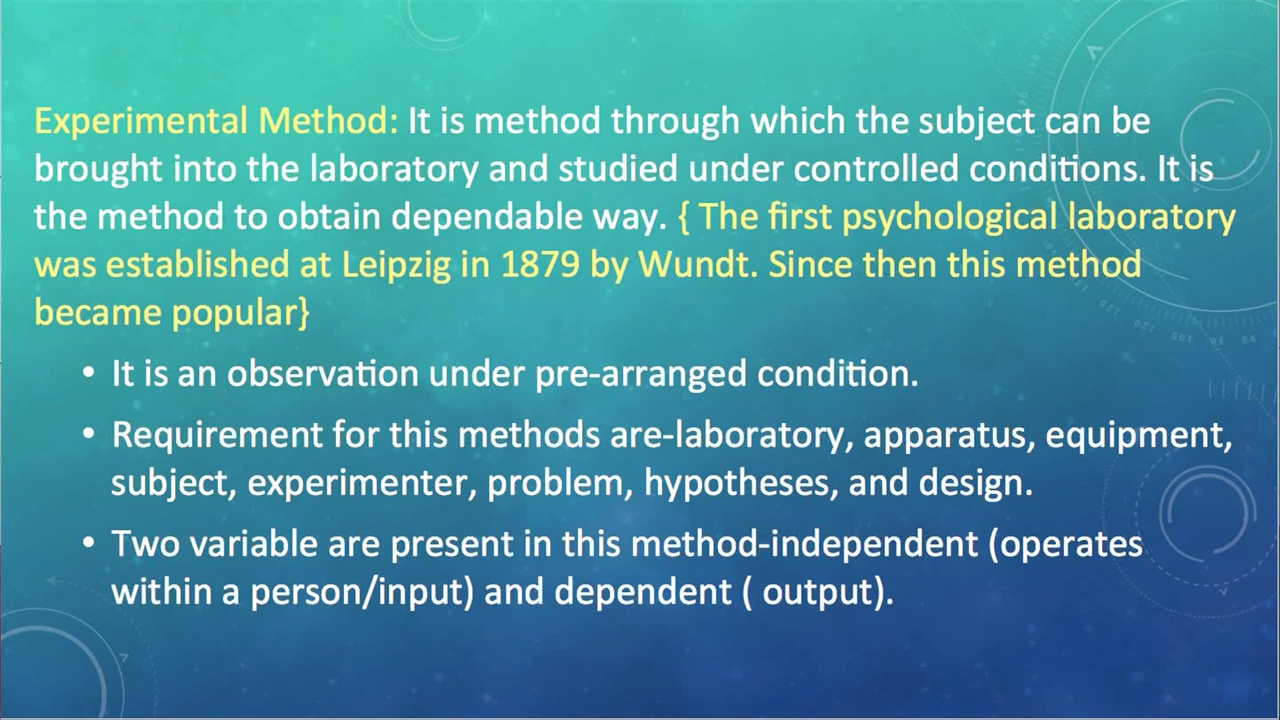 Experimental Method: It is method through which the subject can be
brought into the laboratory and studied under controlled conditions. It is
the method to obtain dependable way. { The first psychological laboratory
was established at Leipzig in 1879 by Wundt. Since then this method
became popular}
• It is an observation under pre-arranged condition.
• Requirement for this methods are-laboratory, apparatus, equipment,
subject, experimenter, problem, hypotheses, and design.
• Two variable are present in this method-independent (operates
within a person/input) and dependent ( output).